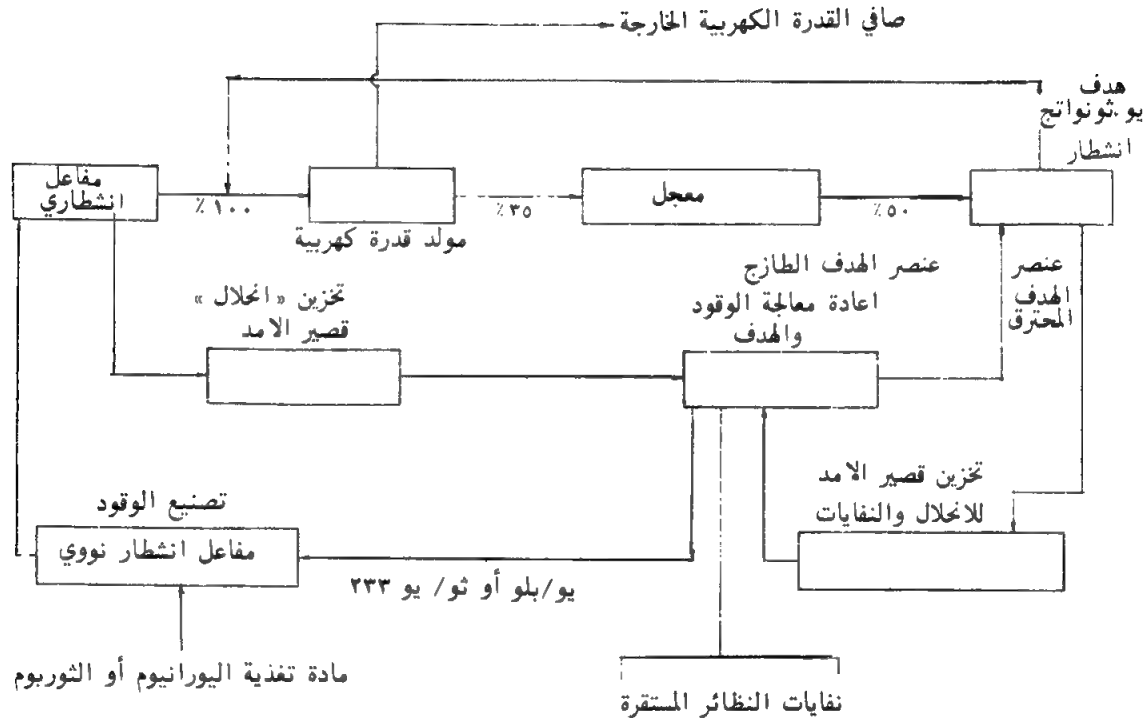 صافي القدرة الكهربية الخارجة
هدف
يو.ثونواتج
انشطار
مفاعل
انشطاري
٪ ١٠٠
مولد قدرة كهربية
٪ ٣٥
معجل
٪ ٥٠
عنصر
الهدف
المحترق
عنصر الهدف الطازج
اعادة معالجة الوقود
والهدف
تخزين « انحلال »
قصير الامد
تخزين قصير الامد
للانحلال والنفايات
تصنيع الوقود
مفاعل انشطار نووي
يو/بلو أو ثو/ يو ٢٣٣
مادة تغذية اليورانيوم أو الثوربوم
نفايات النظائر المستقرة